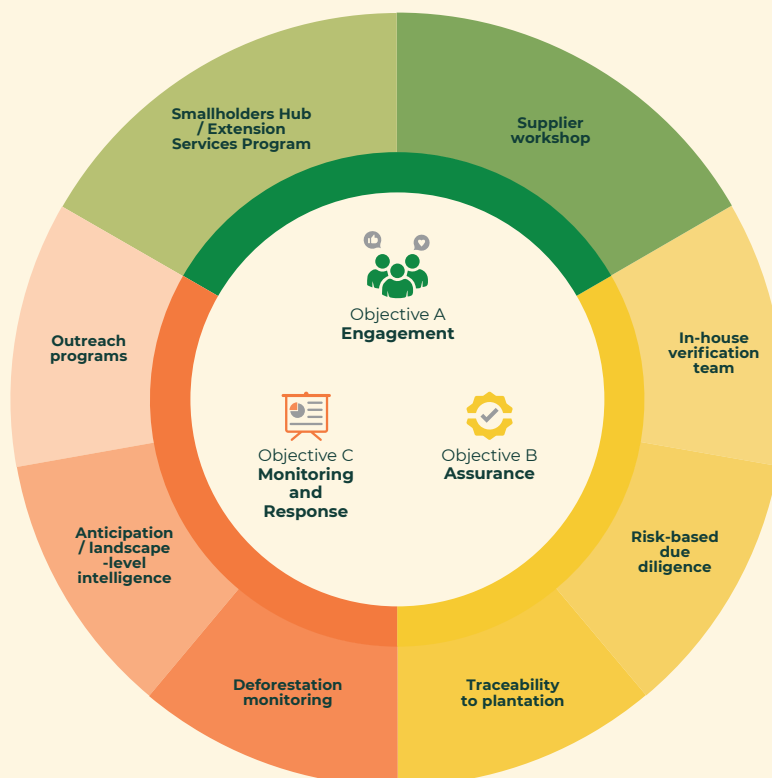 Smallholders Hub
/ Extension
Services Program
Supplier
workshop
In-house
verification
team
Risk-based
due
diligence
Traceability
to plantation
Deforestation
monitoring
Anticipation
/ landscape
-level
intelligence
Outreach
programs
Objective A
Engagement
Objective B
Assurance
Objective C
Monitoring
and
Response